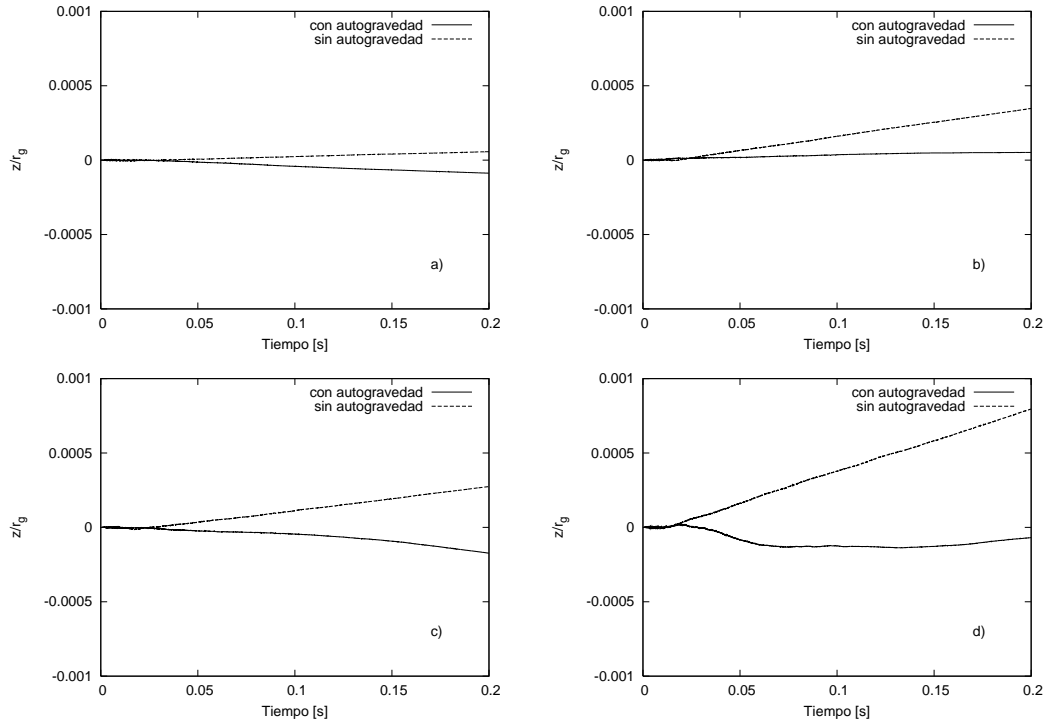 0.001
con autogravedad
sin autogravedad
0.0005
z/rg
0
-0.0005
a)
-0.001
0 0.05 0.1 0.15 0.2
Tiempo [s]
0.001
con autogravedad
sin autogravedad
0.0005
z/rg
0
-0.0005
b)
-0.001
0 0.05 0.1 0.15 0.2
Tiempo [s]
0.001
con autogravedad
sin autogravedad
0.0005
z/rg
0
-0.0005
c)
-0.001
0 0.05 0.1 0.15 0.2
Tiempo [s]
0.001
con autogravedad
sin autogravedad
0.0005
z/rg
0
-0.0005
d)
-0.001
0 0.05 0.1 0.15 0.2
Tiempo [s]